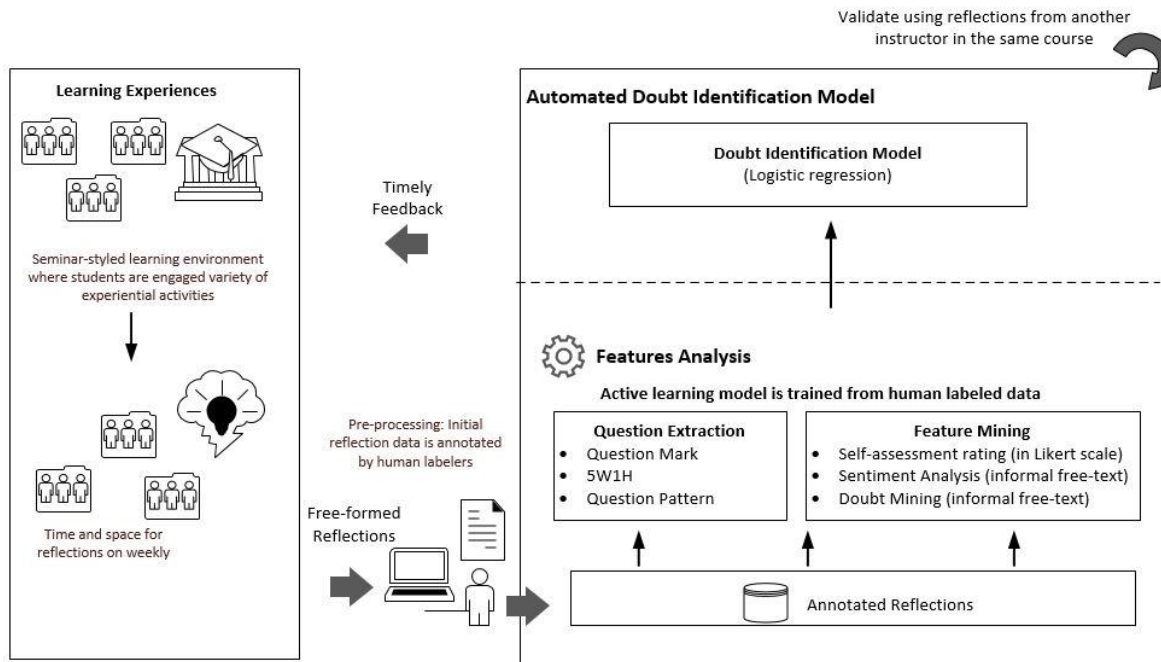 Validate using reflections from another
instructor in the same course
Learning Experiences
Seminar-styled learning environment
where students are engaged variety of
experiential activities
Time and space for
reflections on weekly
Timely
Feedback
Pre-processing: Initial
reflection data is annotated
by human labelers
Free-formed
Reflections
Automated Doubt Identification Model
Doubt Identification Model
(Logistic regression)
Features Analysis
Active learning model is trained from human labeled data
Question Extraction
• Question Mark
• 5W1H
• Question Pattern
Feature Mining
• Self-assessment rating (in Likert scale)
• Sentiment Analysis (informal free-text)
• Doubt Mining (informal free-text)
Annotated Reflections